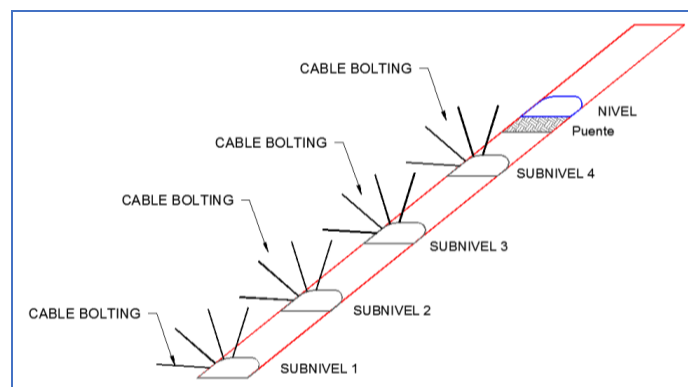 CABLE BOLTING
NIVEL
Puente
CABLE BOLTING
SUBNIVEL 4
CABLE BOLTING
SUBNIVEL 3
CABLE BOLTING
SUBNIVEL 2
SUBNIVEL 1